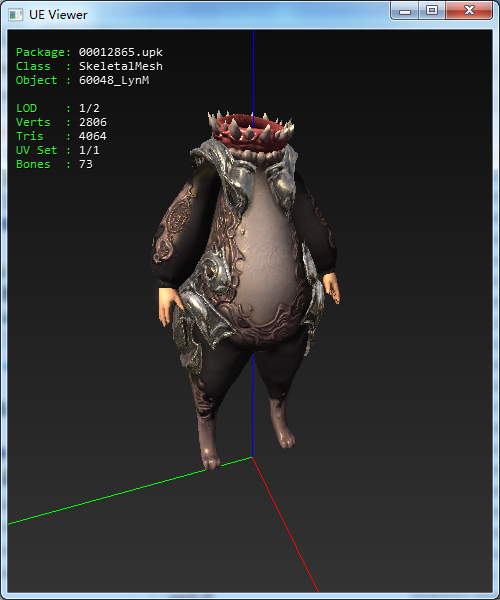 UE Viewer
Package: 00012865.upk
Class : SkeletalMesh
Object : 60048_LynM
LOD : 1/2
Verts : 2806
Tris : 4064
UV Set : 1/1
Bones : 73